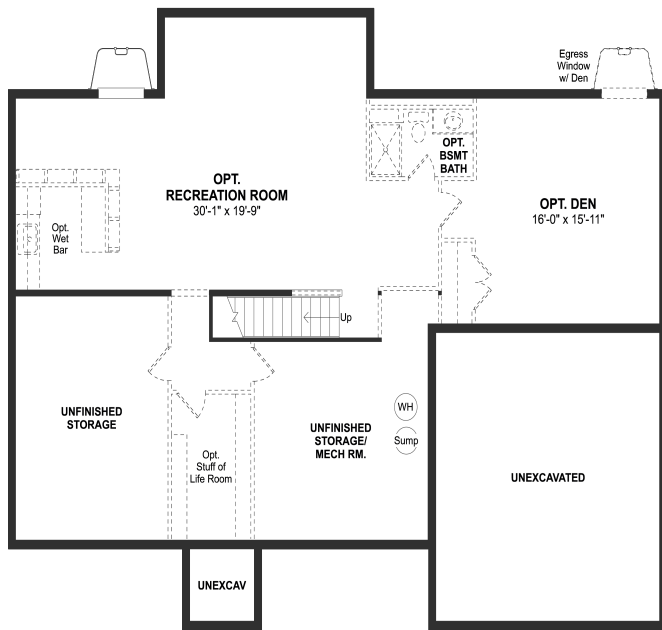 Egress
Window
w/ Den
OPT.
BSMT
BATH
OPT.
RECREATION ROOM
30'-1" x 19'-9"
OPT. DEN
16'-0" x 15'-11"
Opt.
Wet
Bar
Up
UNFINISHED
STORAGE
WH
Sump
UNFINISHED
STORAGE/
MECH RM.
Opt.
Stuff of
Life Room
UNEXCAVATED
UNEXCAV